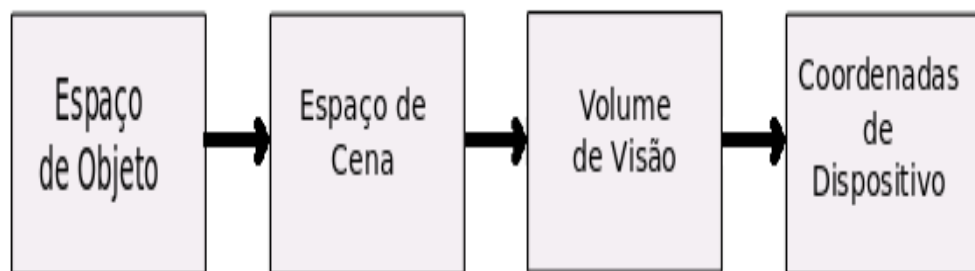 Espaço
de Objeto
Espaço de
Cena
Volume
de Visão
Coordenadas
de
Dispositivo